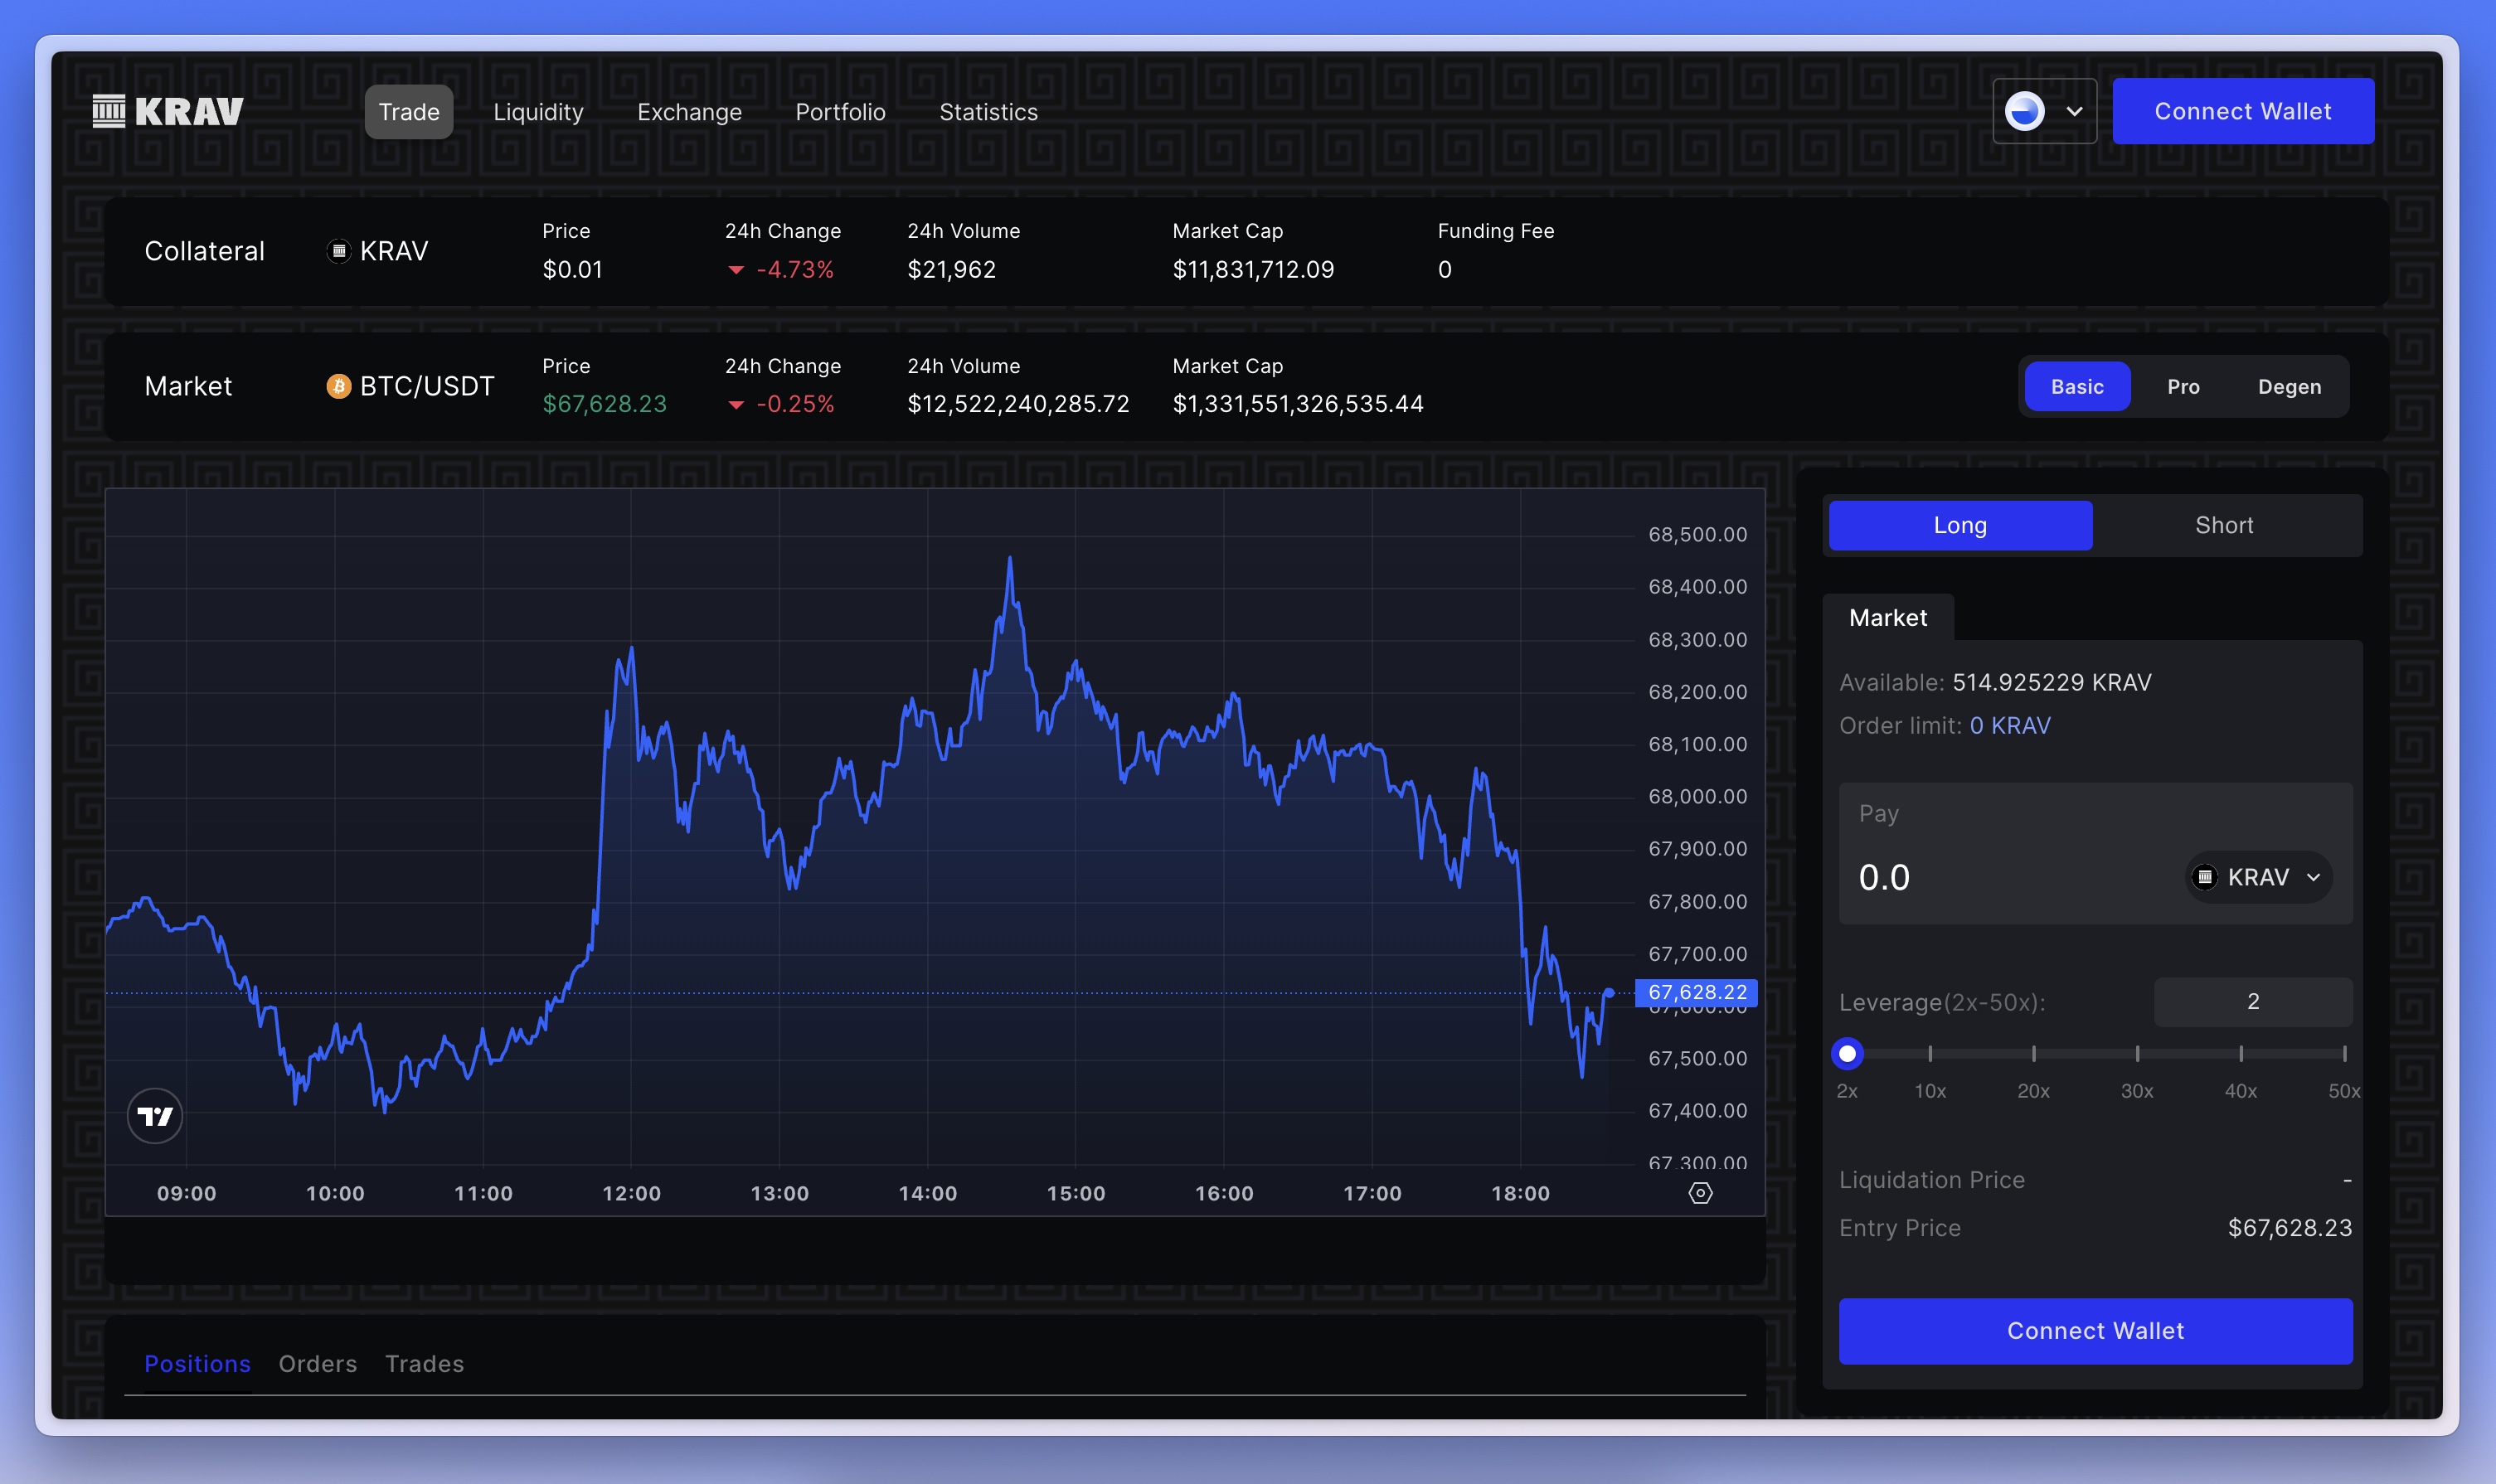 KRAV
Trade Liquidity Exchange Portfolio Statistics
Connect Wallet
Collateral KRAV
Price 24h Change 24h Volume Market Cap Funding Fee
$0.01 -4.73% $21,962 $11,831,712.09 0
Market BTC/USDT
Price 24h Change 24h Volume Market Cap
$67,628.23 -0.25% $12,522,240,285.72 $1,331,551,326,535.44
Basic Pro Degen
68,500.00
68,400.00
68,300.00
68,200.00
68,100.00
68,000.00
67,900.00
67,800.00
67,700.00
67,628.22
67,600.00
67,500.00
67,400.00
67,300.00
09:00 10:00 11:00 12:00 13:00 14:00 15:00 16:00 17:00 18:00
Positions Orders Trades
Long Short
Market
Available: 514.925229 KRAV
Order limit: 0 KRAV
Pay
0.0 KRAV
Leverage(2x-50x): 2
2x 10x 20x 30x 40x 50x
Liquidation Price -
Entry Price $67,628.23
Connect Wallet